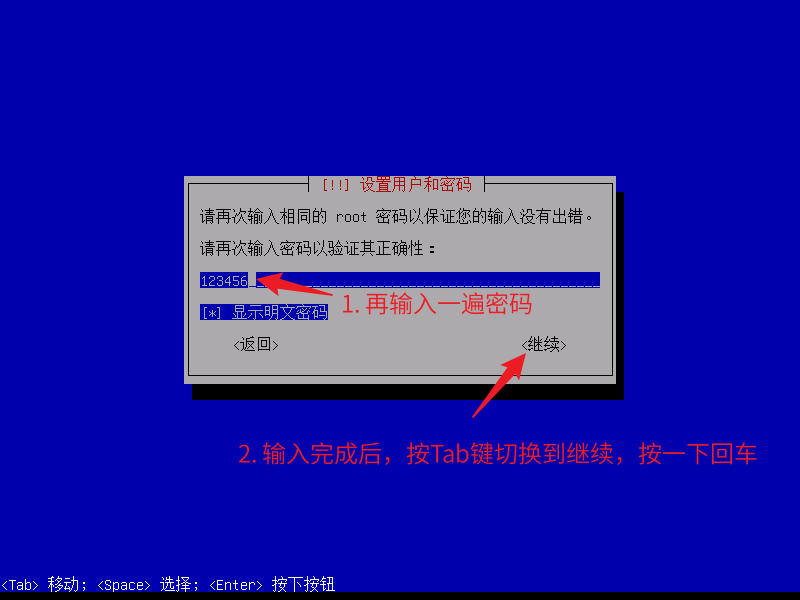 [!!] 设置用户和密码
请再次输入相同的 root 密码以保证您的输入没有出错。
请再次输入密码以验证其正确性：
123456
1. 再输入一遍密码
[*] 显示明文密码
<返回> <继续>
2. 输入完成后，按Tab键切换到继续，按一下回车
<Tab> 移动；<Space> 选择；<Enter> 按下按钮